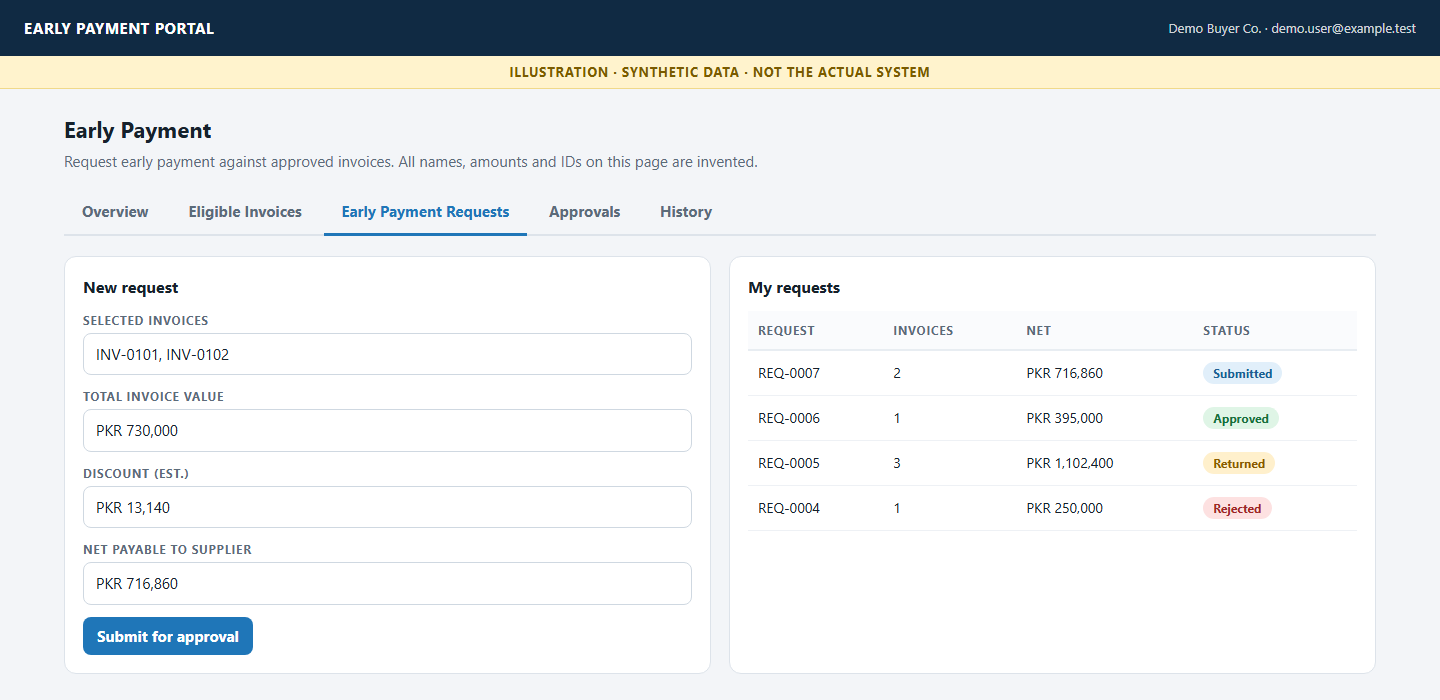 EARLY PAYMENT PORTAL
Demo Buyer Co. · demo.user@example.test
ILLUSTRATION · SYNTHETIC DATA · NOT THE ACTUAL SYSTEM
Early Payment
Request early payment against approved invoices. All names, amounts and IDs on this page are invented.
Overview Eligible Invoices Early Payment Requests Approvals History
New request
SELECTED INVOICES
INV-0101, INV-0102
TOTAL INVOICE VALUE
PKR 730,000
DISCOUNT (EST.)
PKR 13,140
NET PAYABLE TO SUPPLIER
PKR 716,860
Submit for approval
My requests
REQUEST INVOICES NET STATUS
REQ-0007 2 PKR 716,860 Submitted
REQ-0006 1 PKR 395,000 Approved
REQ-0005 3 PKR 1,102,400 Returned
REQ-0004 1 PKR 250,000 Rejected